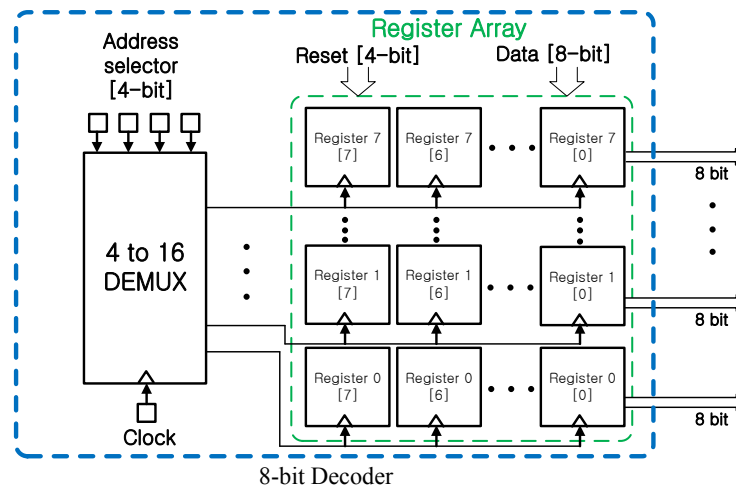 Register Array
Address
selector
[4-bit]
Reset [4-bit]
Data [8-bit]
Register 7
[7]
Register 7
[6]
Register 7
[0]
8 bit
4 to 16
DEMUX
Register 1
[7]
Register 1
[6]
Register 1
[0]
8 bit
Register 0
[7]
Register 0
[6]
Register 0
[0]
8 bit
Clock
8-bit Decoder